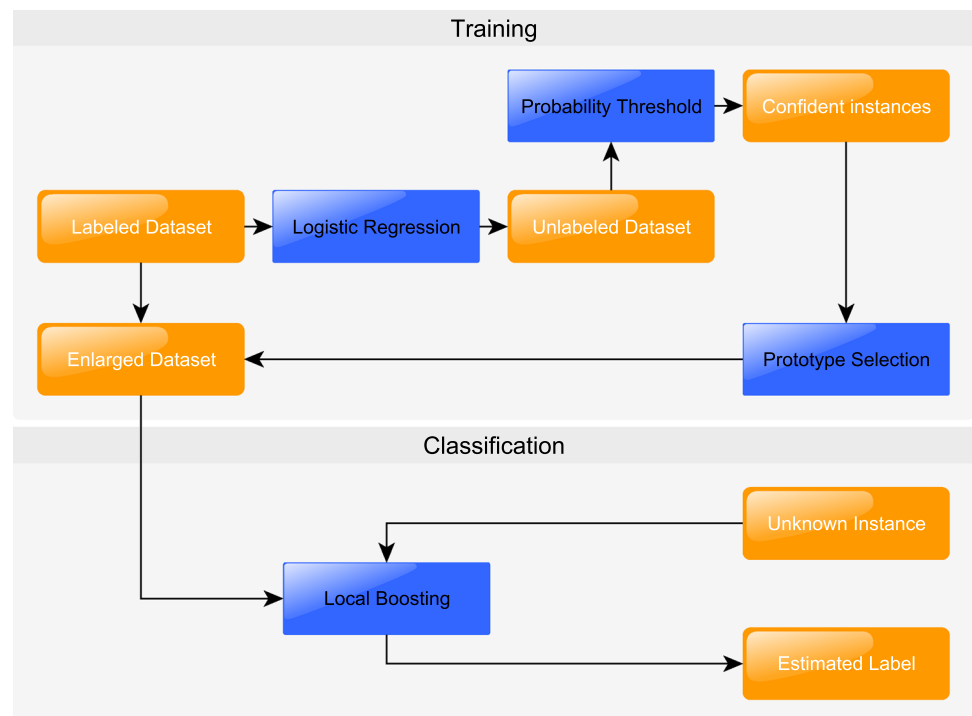 Training
Probability Threshold
Confident instances
Labeled Dataset
Logistic Regression
Unlabeled Dataset
Enlarged Dataset
Prototype Selection
Classification
Unknown Instance
Local Boosting
Estimated Label